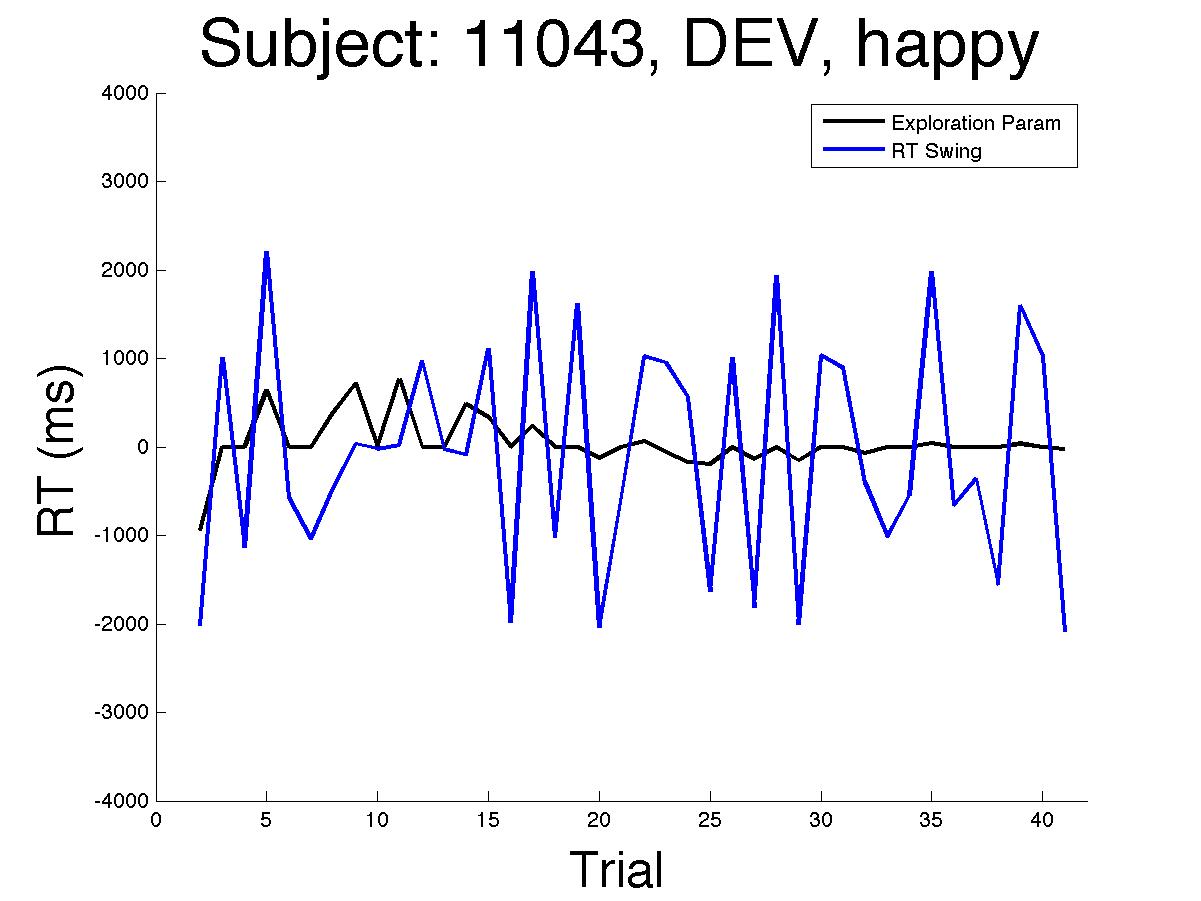 Subject: 11043, DEV, happy
4000
3000
2000
1000
0
-1000
-2000
-3000
-4000
RT (ms)
Exploration Param
RT Swing
0 5 10 15 20 25 30 35 40
Trial